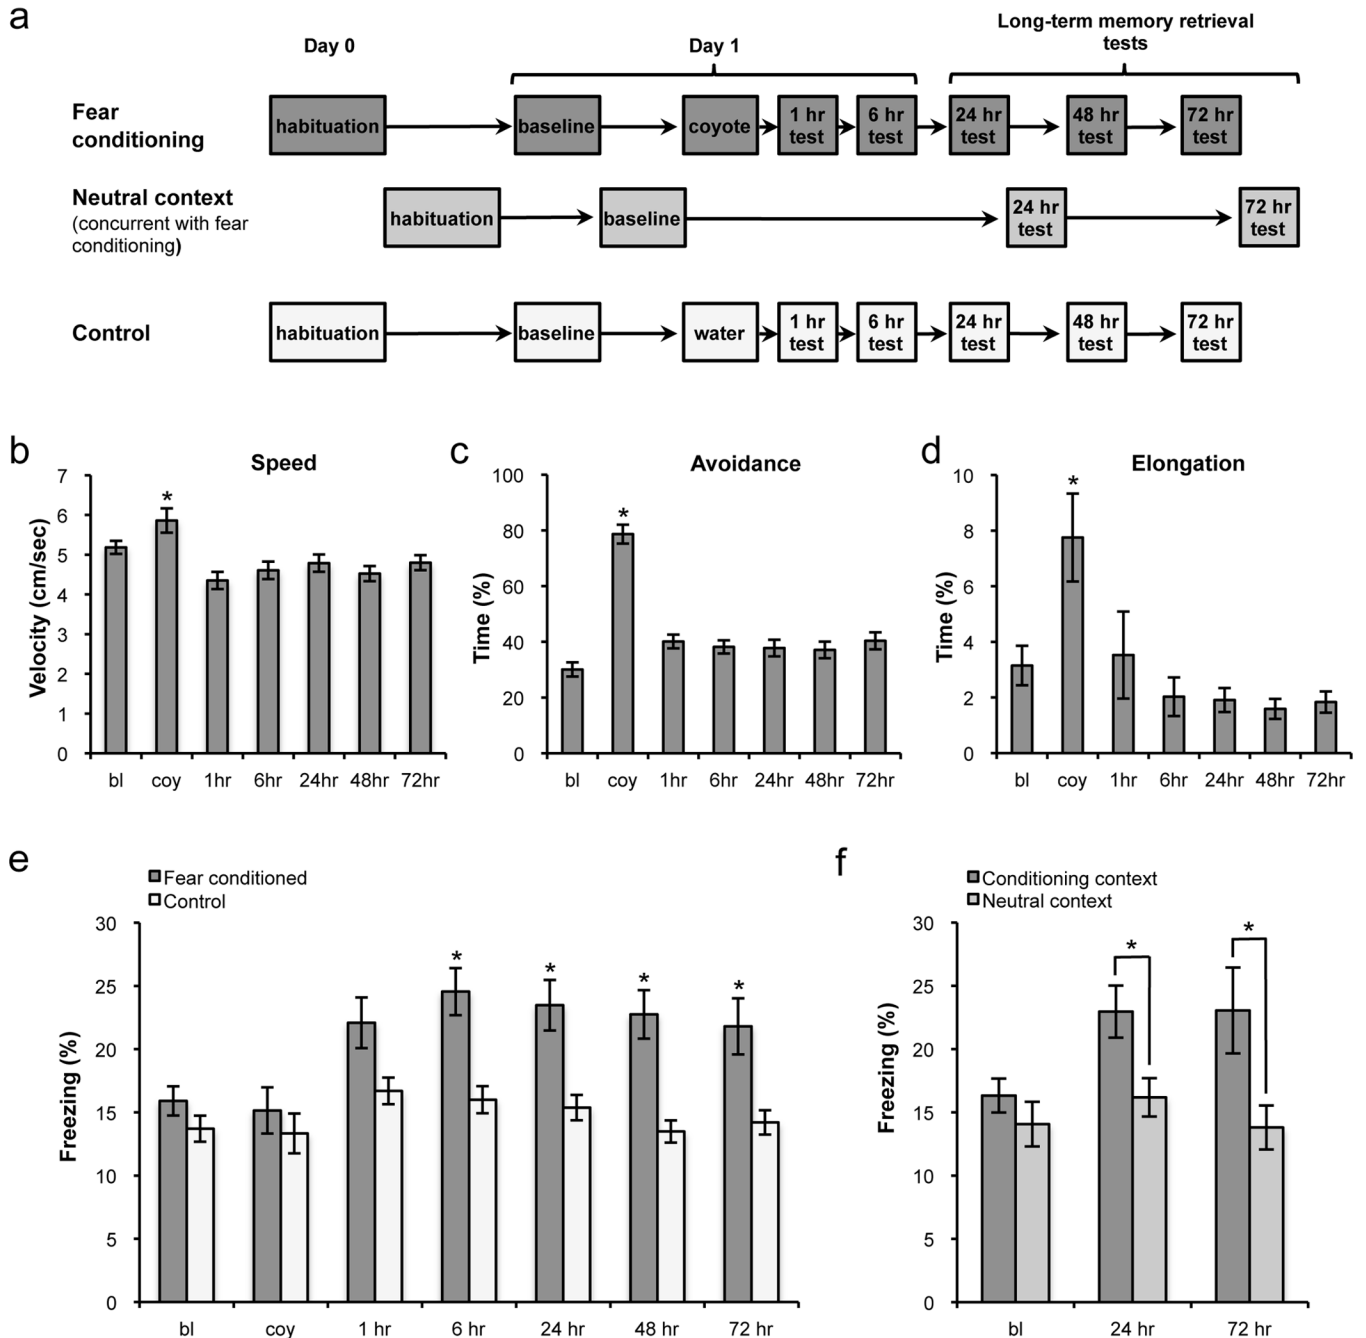 a
Day 0
Day 1
Long-term memory retrieval
tests
Fear
conditioning
habituation
baseline
coyote
1 hr
test
6 hr
test
24 hr
test
48 hr
test
72 hr
test
Neutral context
(concurrent with fear
conditioning)
habituation
baseline
24 hr
test
72 hr
test
Control
habituation
baseline
water
1 hr
test
6 hr
test
24 hr
test
48 hr
test
72 hr
test
b
Speed
Velocity (cm/sec)
7
6
5
4
3
2
1
0
*
bl coy 1hr 6hr 24hr 48hr 72hr
c
Avoidance
Time (%)
100
80
60
40
20
0
*
bl coy 1hr 6hr 24hr 48hr 72hr
d
Elongation
Time (%)
10
8
6
4
2
0
*
bl coy 1hr 6hr 24hr 48hr 72hr
e
Fear conditioned
Control
Freezing (%)
30
25
20
15
10
5
0
* * * *
bl coy 1 hr 6 hr 24 hr 48 hr 72 hr
f
Conditioning context
Neutral context
Freezing (%)
30
25
20
15
10
5
0
* *
bl 24 hr 72 hr